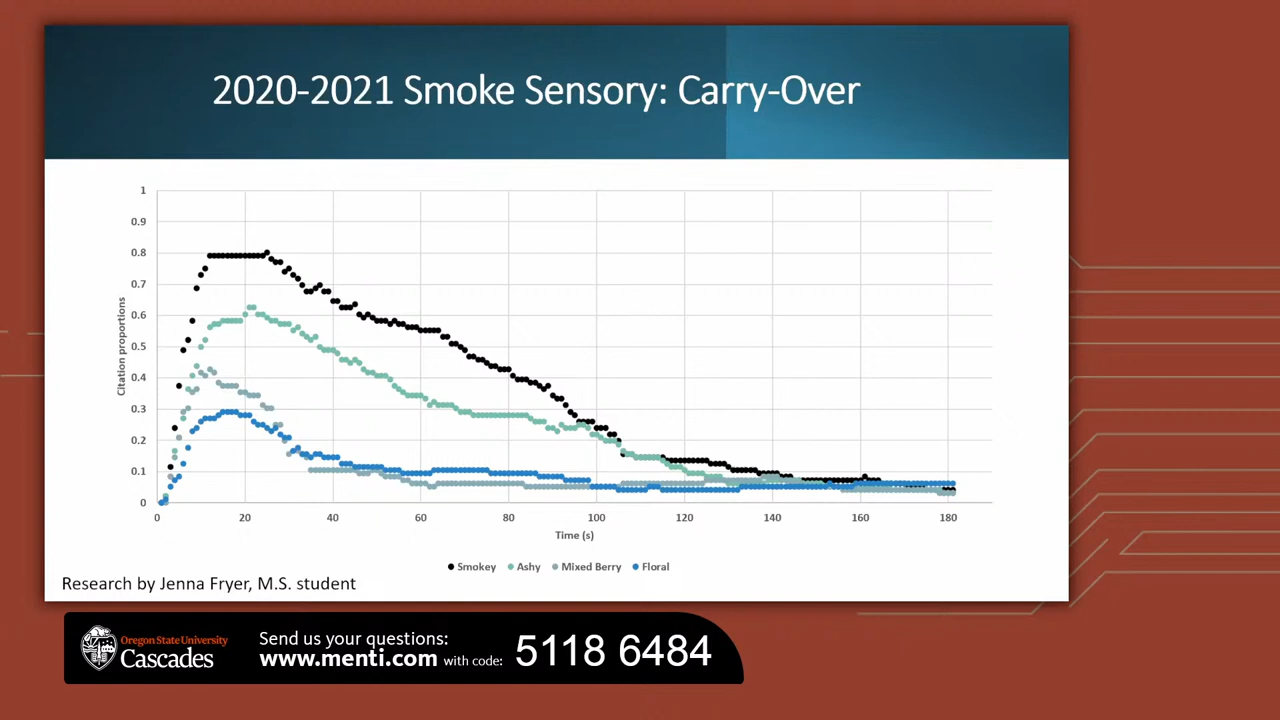 2020-2021 Smoke Sensory: Carry-Over
1
0.9
0.8
0.7
0.6
0.5
0.4
0.3
0.2
0.1
0
Citation proportions
0 20 40 60 80 100 120 140 160 180
Time (s)
Smokey Ashy Mixed Berry Floral
Research by Jenna Fryer, M.S. student
Oregon State University
Cascades
Send us your questions:
www.menti.com with code: 5118 6484